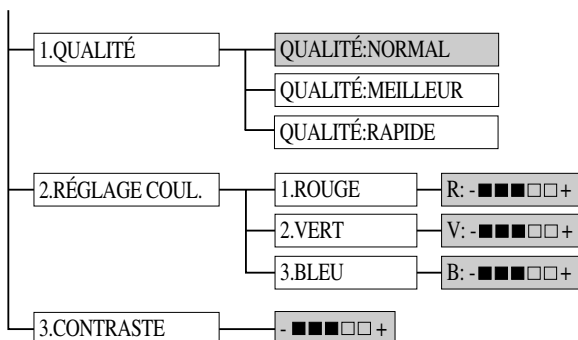 1.QUALITÉ
QUALITÉ:NORMAL
QUALITÉ:MEILLEUR
QUALITÉ:RAPIDE
2.RÉGLAGE COUL.
1.ROUGE
R: -■■■□□+
2.VERT
V: -■■■□□+
3.BLEU
B: -■■■□□+
3.CONTRASTE
- ■■■□□ +